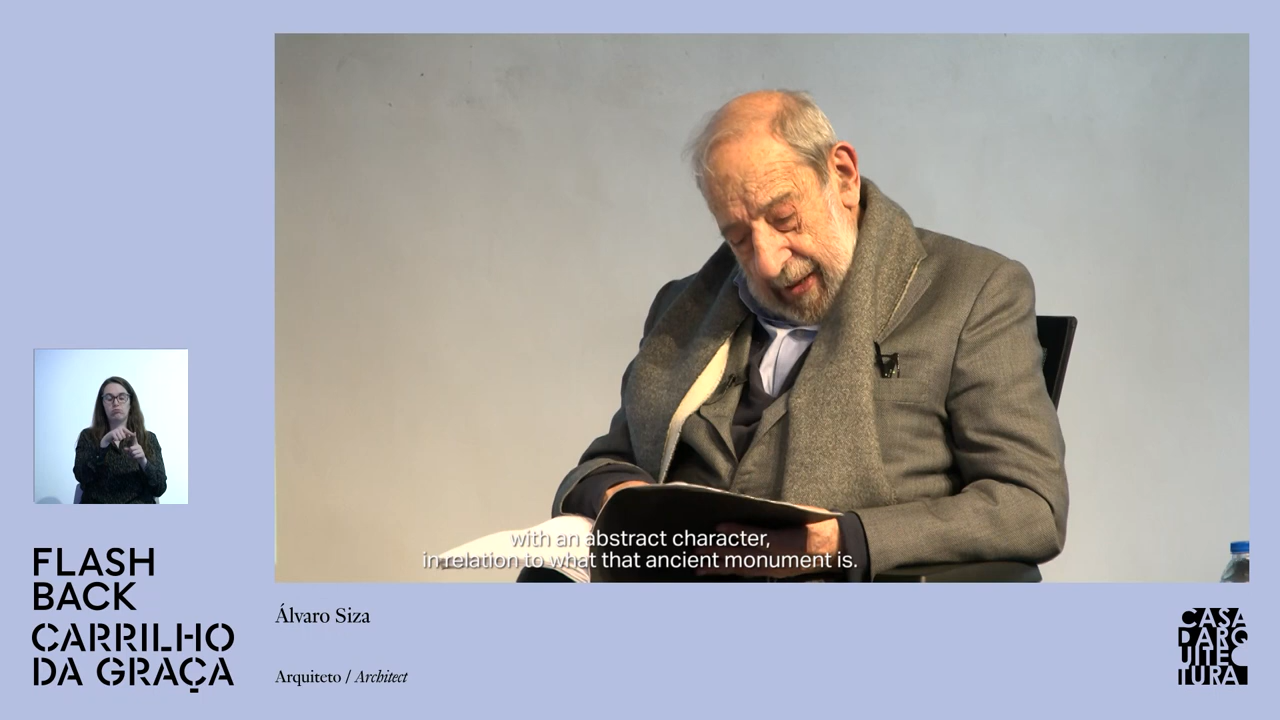 with an abstract character,
in relation to what that ancient monument is.
FLASH
BACK
CARRILHO
DA GRAÇA
Álvaro Siza
Arquiteto / Architect
CASA
DARQ
UITEC
TURA